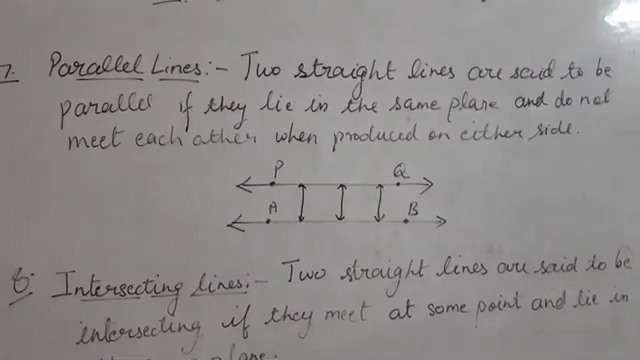 7. Parallel Lines:- Two straight lines are said to be
parallel if they lie in the same plane and do not
meet each other when produced on either side.
P Q
A B
8. Intersecting lines:- Two straight lines are said to be
intersecting if they meet at some point and lie in
plane.